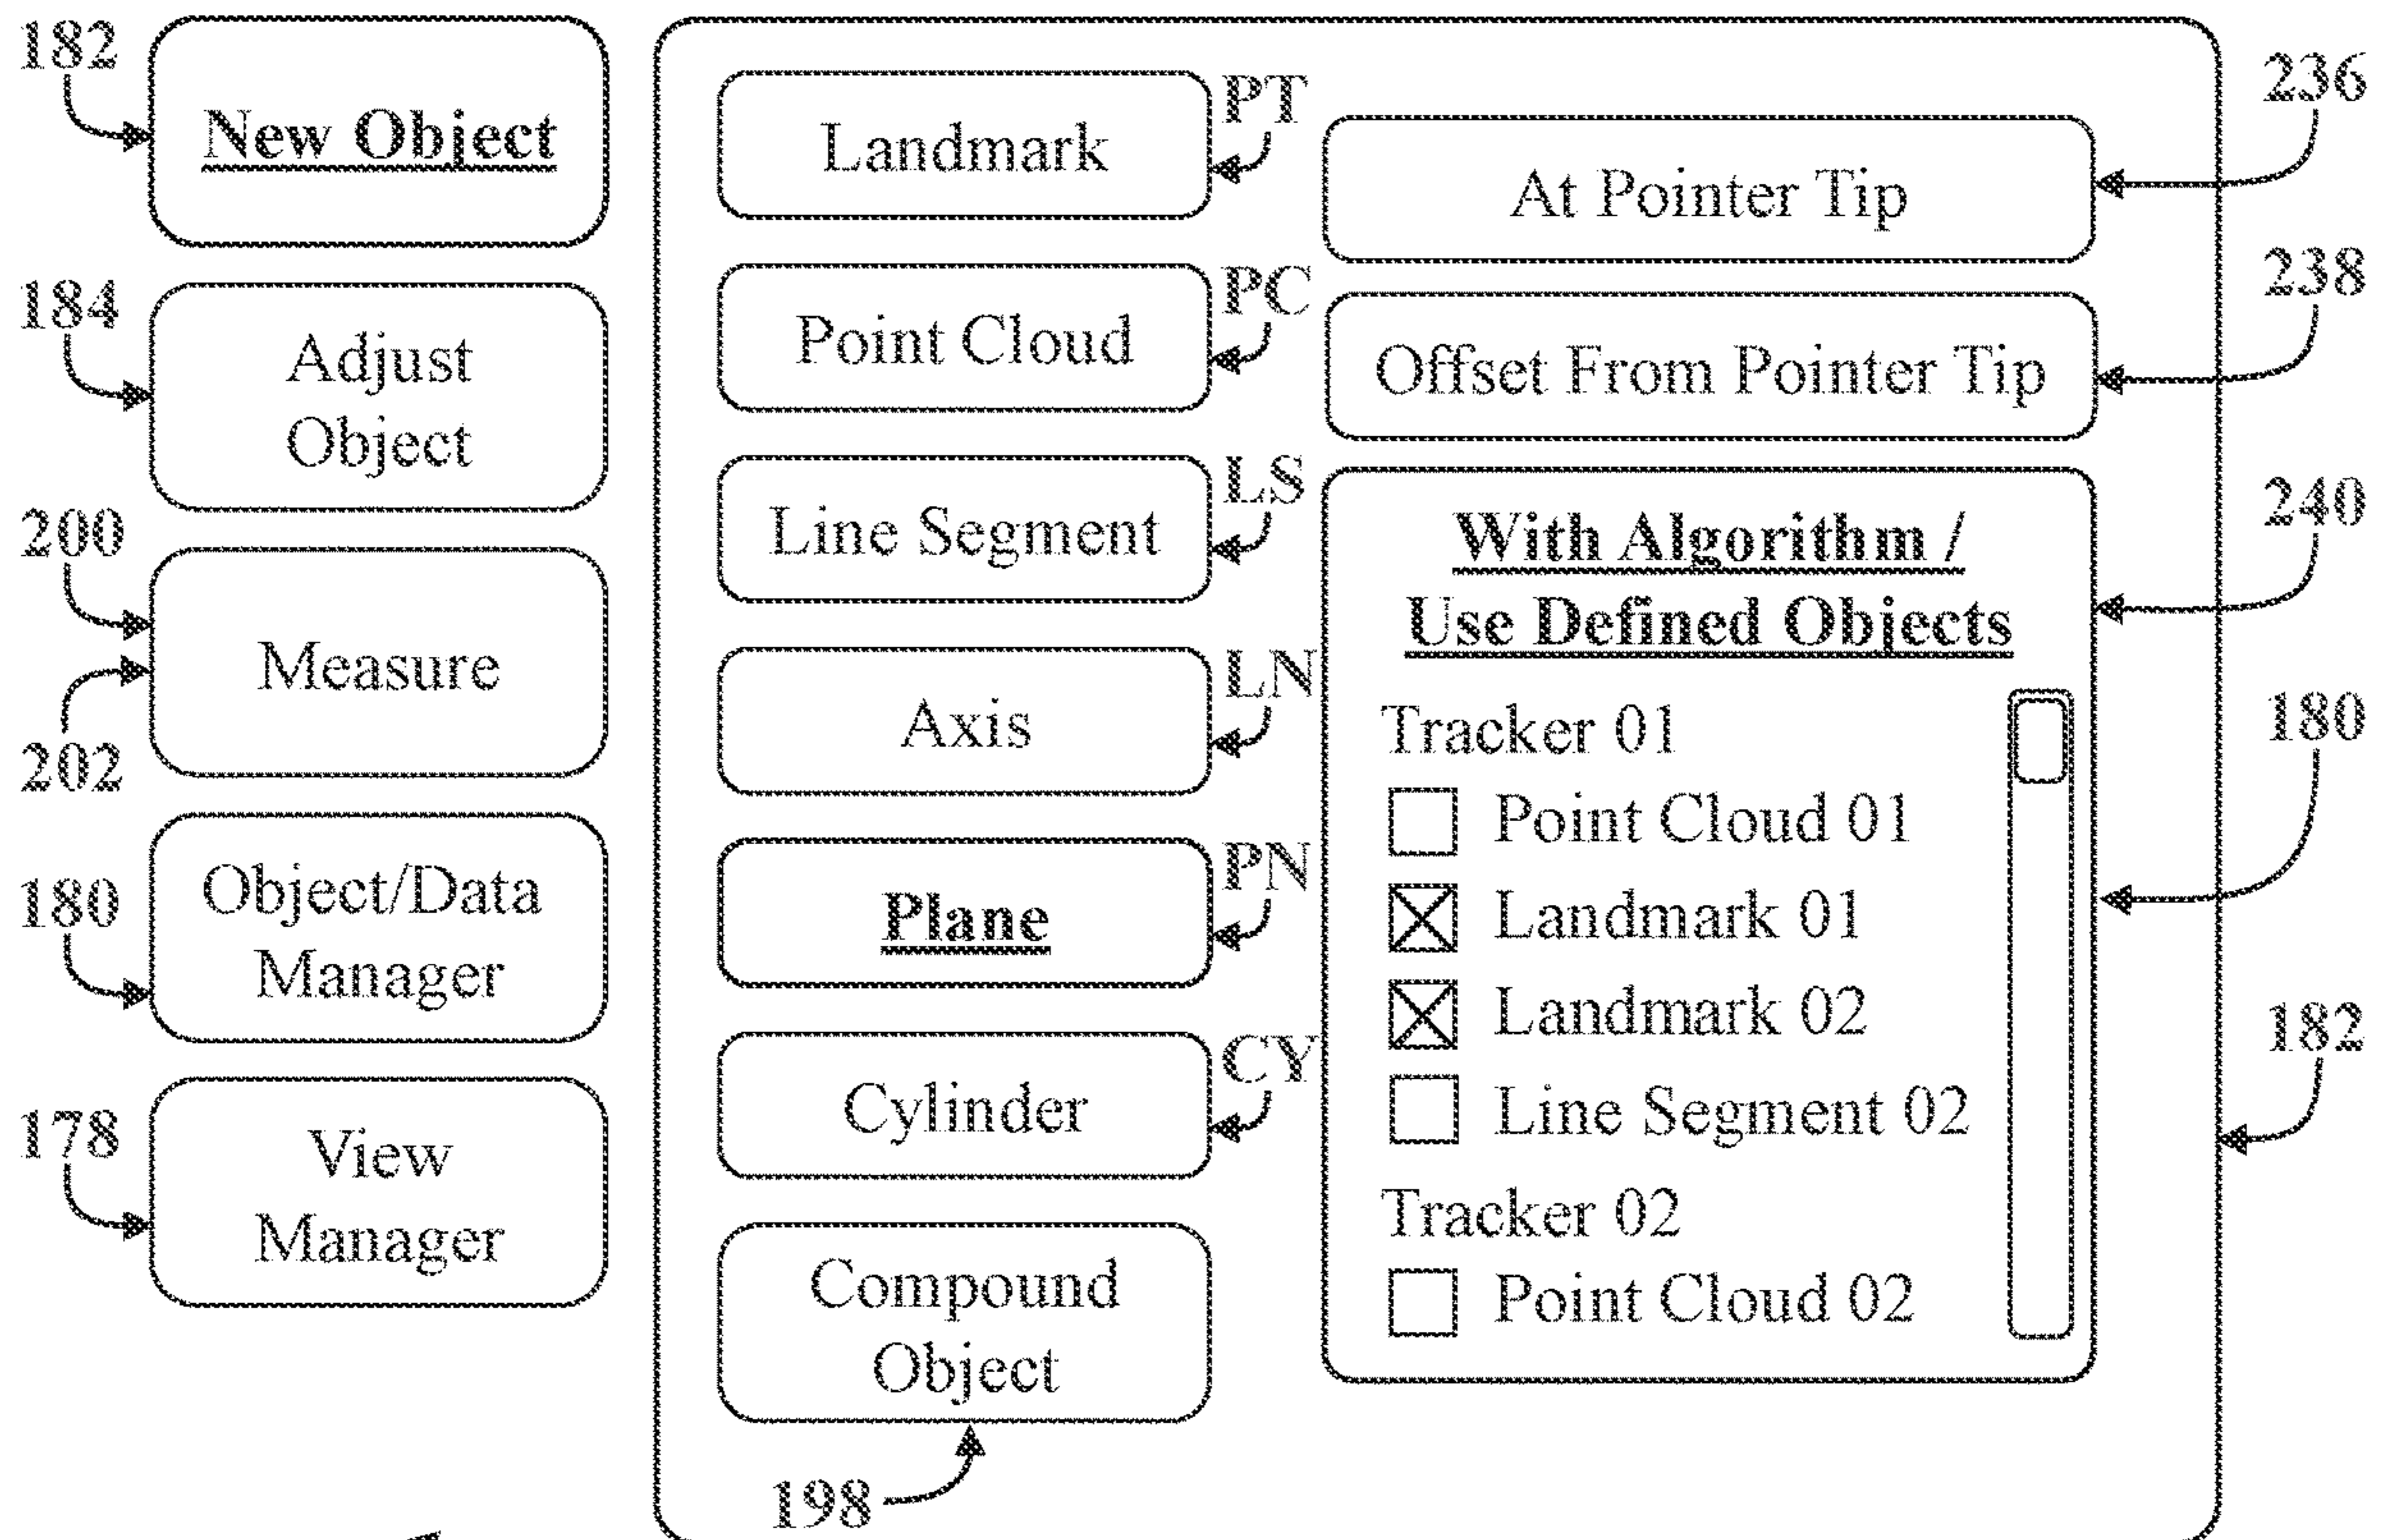 182
New Object
184
Adjust
Object
200
Measure
202
180
Object/Data
Manager
178
View
Manager
Landmark
PT
Point Cloud
PC
Line Segment
LS
Axis
LN
Plane
PN
Cylinder
CY
Compound
Object
198
At Pointer Tip
236
Offset From Pointer Tip
238
With Algorithm /
Use Defined Objects
240
Tracker 01
Point Cloud 01
Landmark 01
Landmark 02
Line Segment 02
Tracker 02
Point Cloud 02
180
182